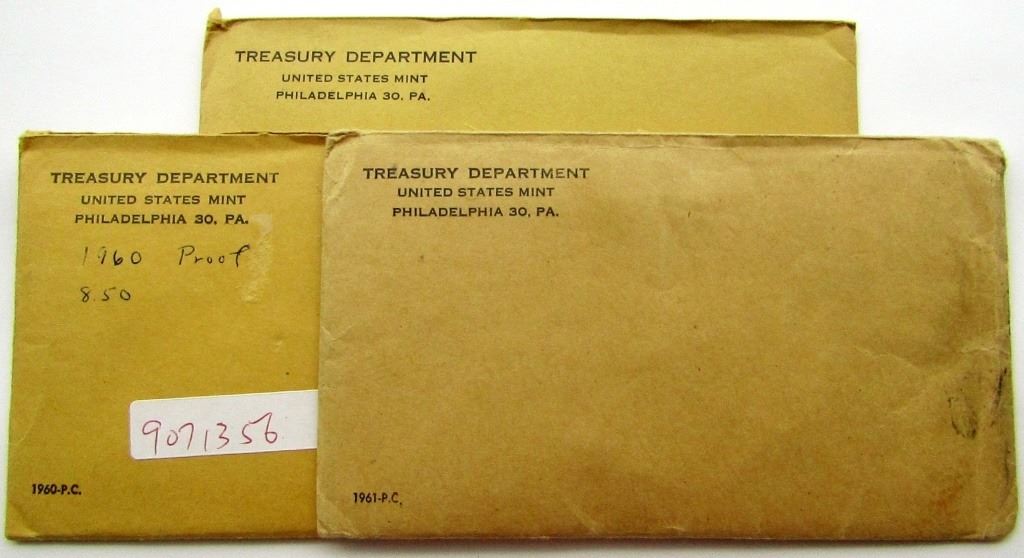 TREASURY DEPARTMENT
UNITED STATES MINT
PHILADELPHIA 30, PA.
TREASURY DEPARTMENT
UNITED STATES MINT
PHILADELPHIA 30, PA.
1960 Proof
8.50
9071356
1960-P.C.
TREASURY DEPARTMENT
UNITED STATES MINT
PHILADELPHIA 30, PA.
1961-P.C.